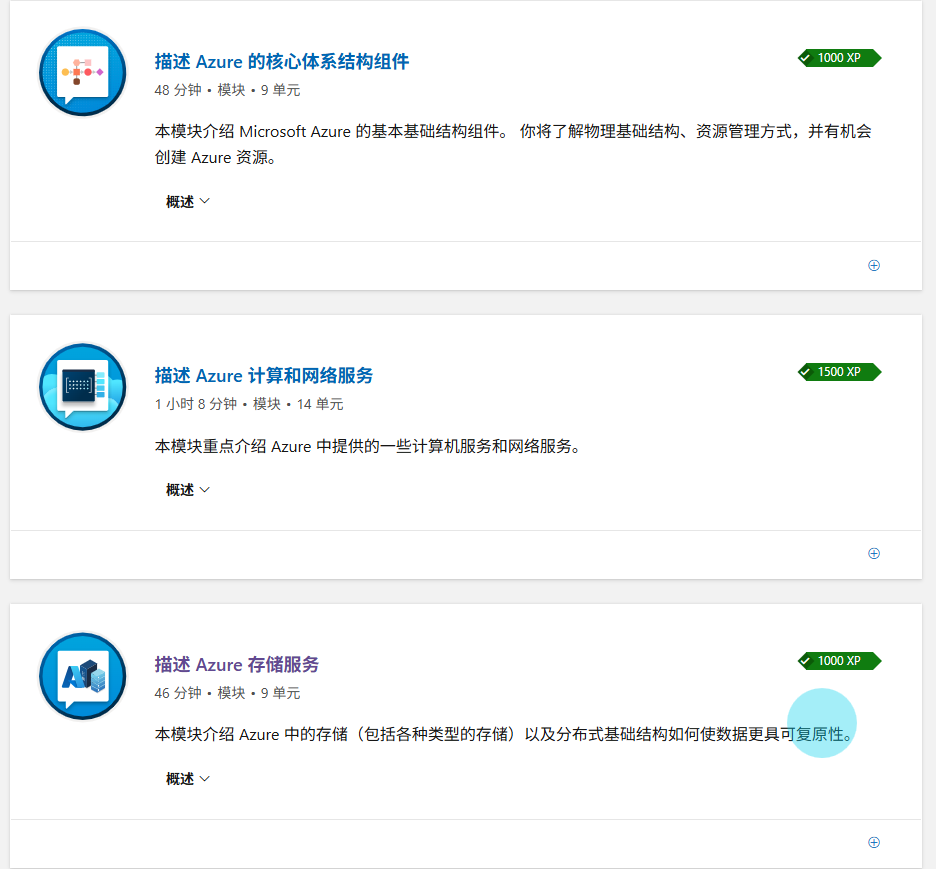 描述 Azure 的核心体系结构组件
1000 XP
48 分钟 • 模块 • 9 单元
本模块介绍 Microsoft Azure 的基本基础结构组件。 你将了解物理基础结构、资源管理方式，并有机会
创建 Azure 资源。
概述
描述 Azure 计算和网络服务
1500 XP
1 小时 8 分钟 • 模块 • 14 单元
本模块重点介绍 Azure 中提供的一些计算机服务和网络服务。
概述
描述 Azure 存储服务
1000 XP
46 分钟 • 模块 • 9 单元
本模块介绍 Azure 中的存储（包括各种类型的存储）以及分布式基础结构如何使数据更具可复原性。
概述